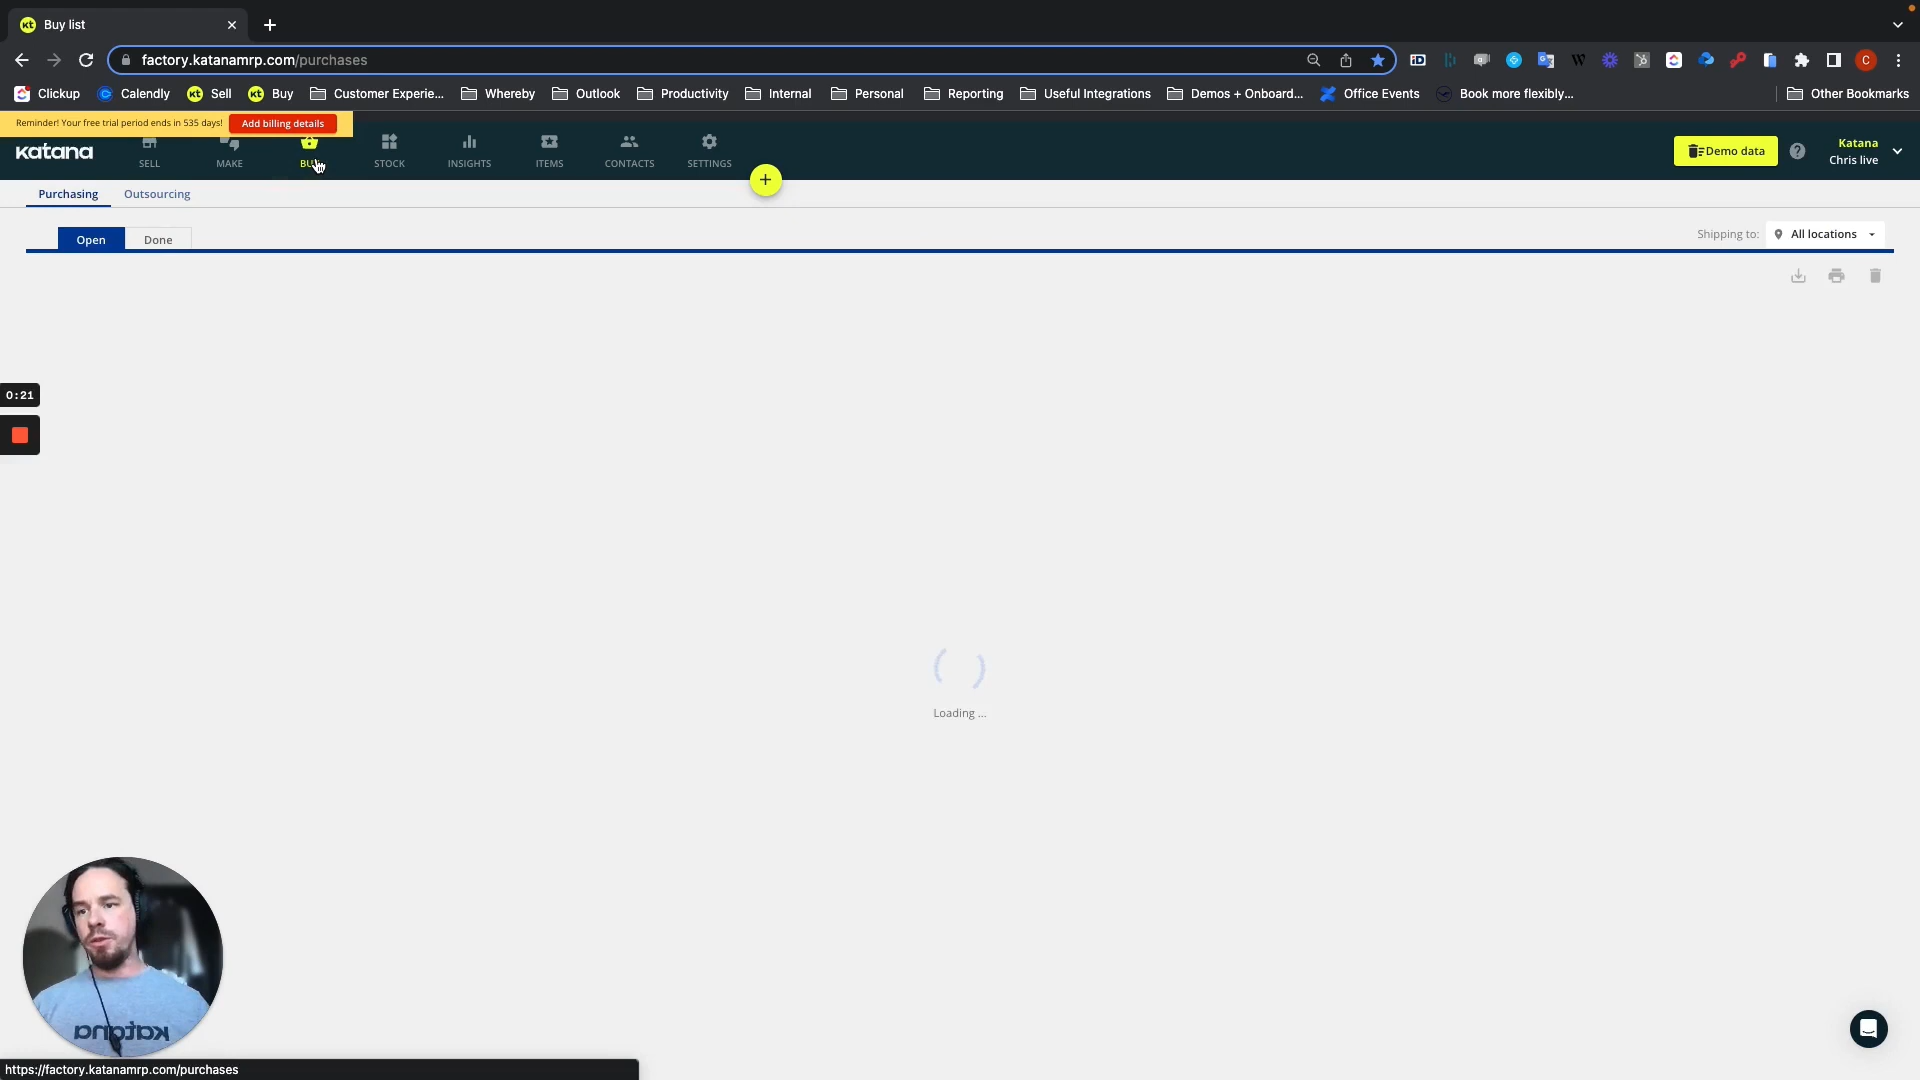 Buy list
factory.katanamrp.com/purchases
Clickup Calendly Sell Buy Customer Experie... Whereby Outlook Productivity Internal Personal Reporting Useful Integrations Demos + Onboard... Office Events Book more flexibly... Other Bookmarks
Reminder! Your free trial period ends in 535 days! Add billing details
katana SELL MAKE BUY STOCK INSIGHTS ITEMS CONTACTS SETTINGS
Demo data
Katana
Chris live
Purchasing Outsourcing
Open Done Shipping to: All locations
0:21
Loading ...
katana
https://factory.katanamrp.com/purchases